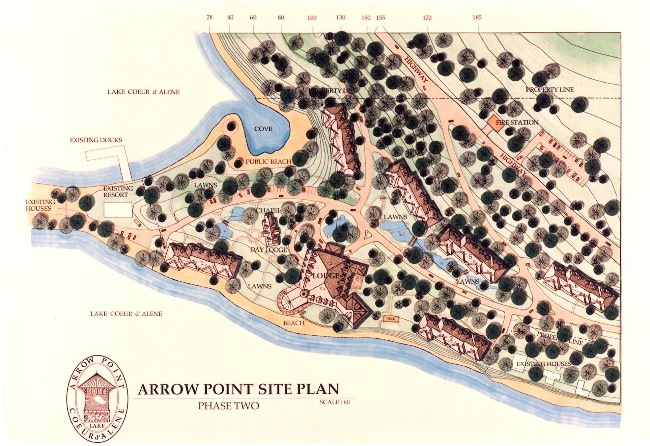 28 40 60 80 100 130 150 155 170 185
HIGHWAY
LAKE COEUR d' ALENE
PROPERTY LINE
PROPERTY LINE
COVE
FIRE STATION
EXISTING DOCKS
HIGHWAY
PUBLIC BEACH
EXISTING
RESORT
LAWNS
EXISTING
HOUSES
CHAPEL
LAWNS
DAY LODGE
LODGE
LAWNS
LAWNS
LAKE COEUR d' ALENE
BEACH
EXISTING HOUSES
ARROW POINT
LAKE
COEUR d' ALENE
ARROW POINT SITE PLAN
PHASE TWO
SCALE : 60